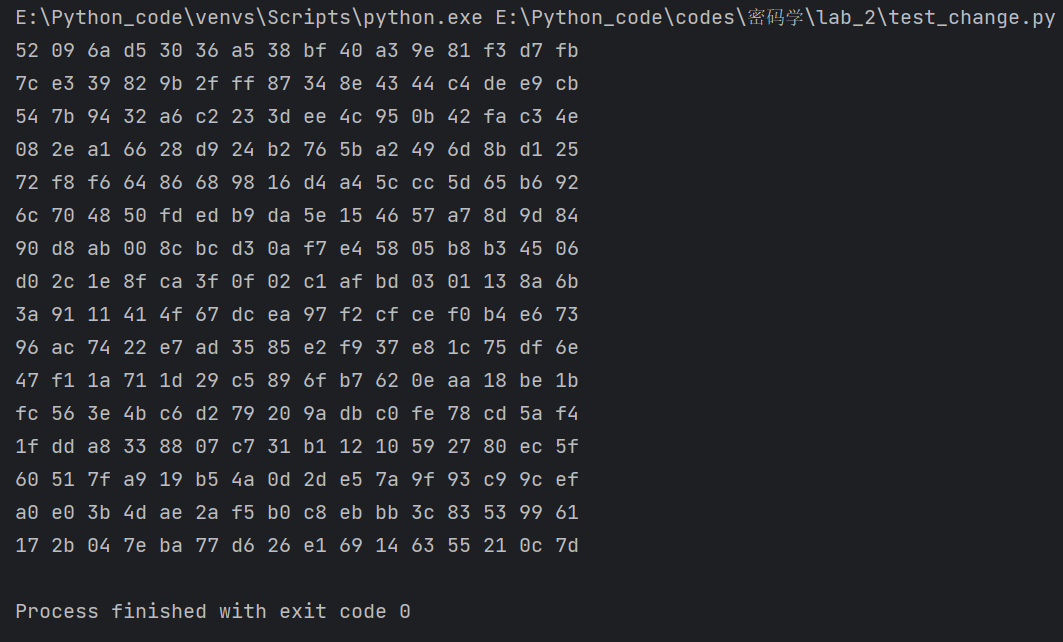 E:\Python_code\venvs\Scripts\python.exe E:\Python_code\codes\密码学\lab_2\test_change.py
52 09 6a d5 30 36 a5 38 bf 40 a3 9e 81 f3 d7 fb
7c e3 39 82 9b 2f ff 87 34 8e 43 44 c4 de e9 cb
54 7b 94 32 a6 c2 23 3d ee 4c 95 0b 42 fa c3 4e
08 2e a1 66 28 d9 24 b2 76 5b a2 49 6d 8b d1 25
72 f8 f6 64 86 68 98 16 d4 a4 5c cc 5d 65 b6 92
6c 70 48 50 fd ed b9 da 5e 15 46 57 a7 8d 9d 84
90 d8 ab 00 8c bc d3 0a f7 e4 58 05 b8 b3 45 06
d0 2c 1e 8f ca 3f 0f 02 c1 af bd 03 01 13 8a 6b
3a 91 11 41 4f 67 dc ea 97 f2 cf ce f0 b4 e6 73
96 ac 74 22 e7 ad 35 85 e2 f9 37 e8 1c 75 df 6e
47 f1 1a 71 1d 29 c5 89 6f b7 62 0e aa 18 be 1b
fc 56 3e 4b c6 d2 79 20 9a db c0 fe 78 cd 5a f4
1f dd a8 33 88 07 c7 31 b1 12 10 59 27 80 ec 5f
60 51 7f a9 19 b5 4a 0d 2d e5 7a 9f 93 c9 9c ef
a0 e0 3b 4d ae 2a f5 b0 c8 eb bb 3c 83 53 99 61
17 2b 04 7e ba 77 d6 26 e1 69 14 63 55 21 0c 7d
Process finished with exit code 0